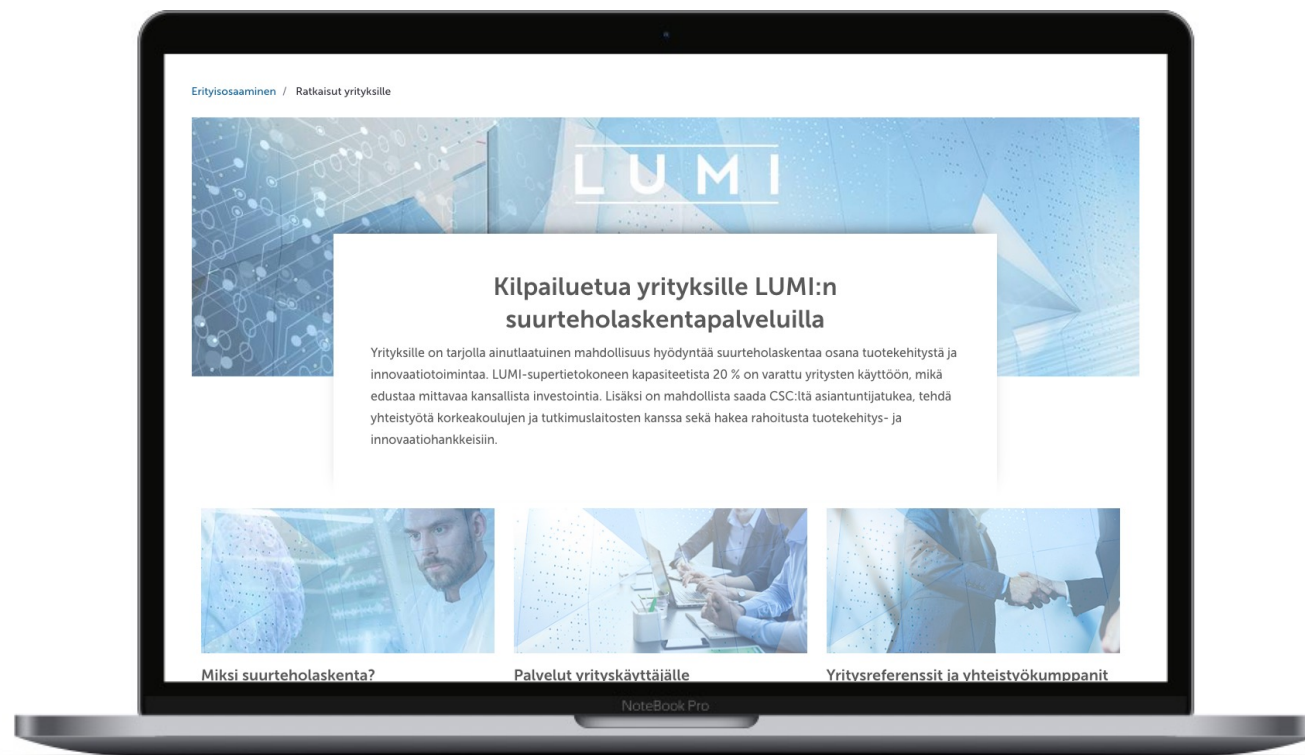 Erityisosaaminen / Ratkaisut yrityksille
LUMI
Kilpailuetua yrityksille LUMI:n
suurteholaskentapalveluilla
Yrityksille on tarjolla ainutlaatuinen mahdollisuus hyödyntää suurteholaskentaa osana tuotekehitystä ja
innovaatiotoimintaa. LUMI-supertietokoneen kapasiteetista 20 % on varattu yritysten käyttöön, mikä
edustaa mittavaa kansallista investointia. Lisäksi on mahdollista saada CSC:ltä asiantuntijatukea, tehdä
yhteistyötä korkeakoulujen ja tutkimuslaitosten kanssa sekä hakea rahoitusta tuotekehitys- ja
innovaatiohankkeisiin.
Miksi suurteholaskenta?
Palvelut yrityskäyttäjälle
Yritysreferenssit ja yhteistyökumppanit
NoteBook Pro